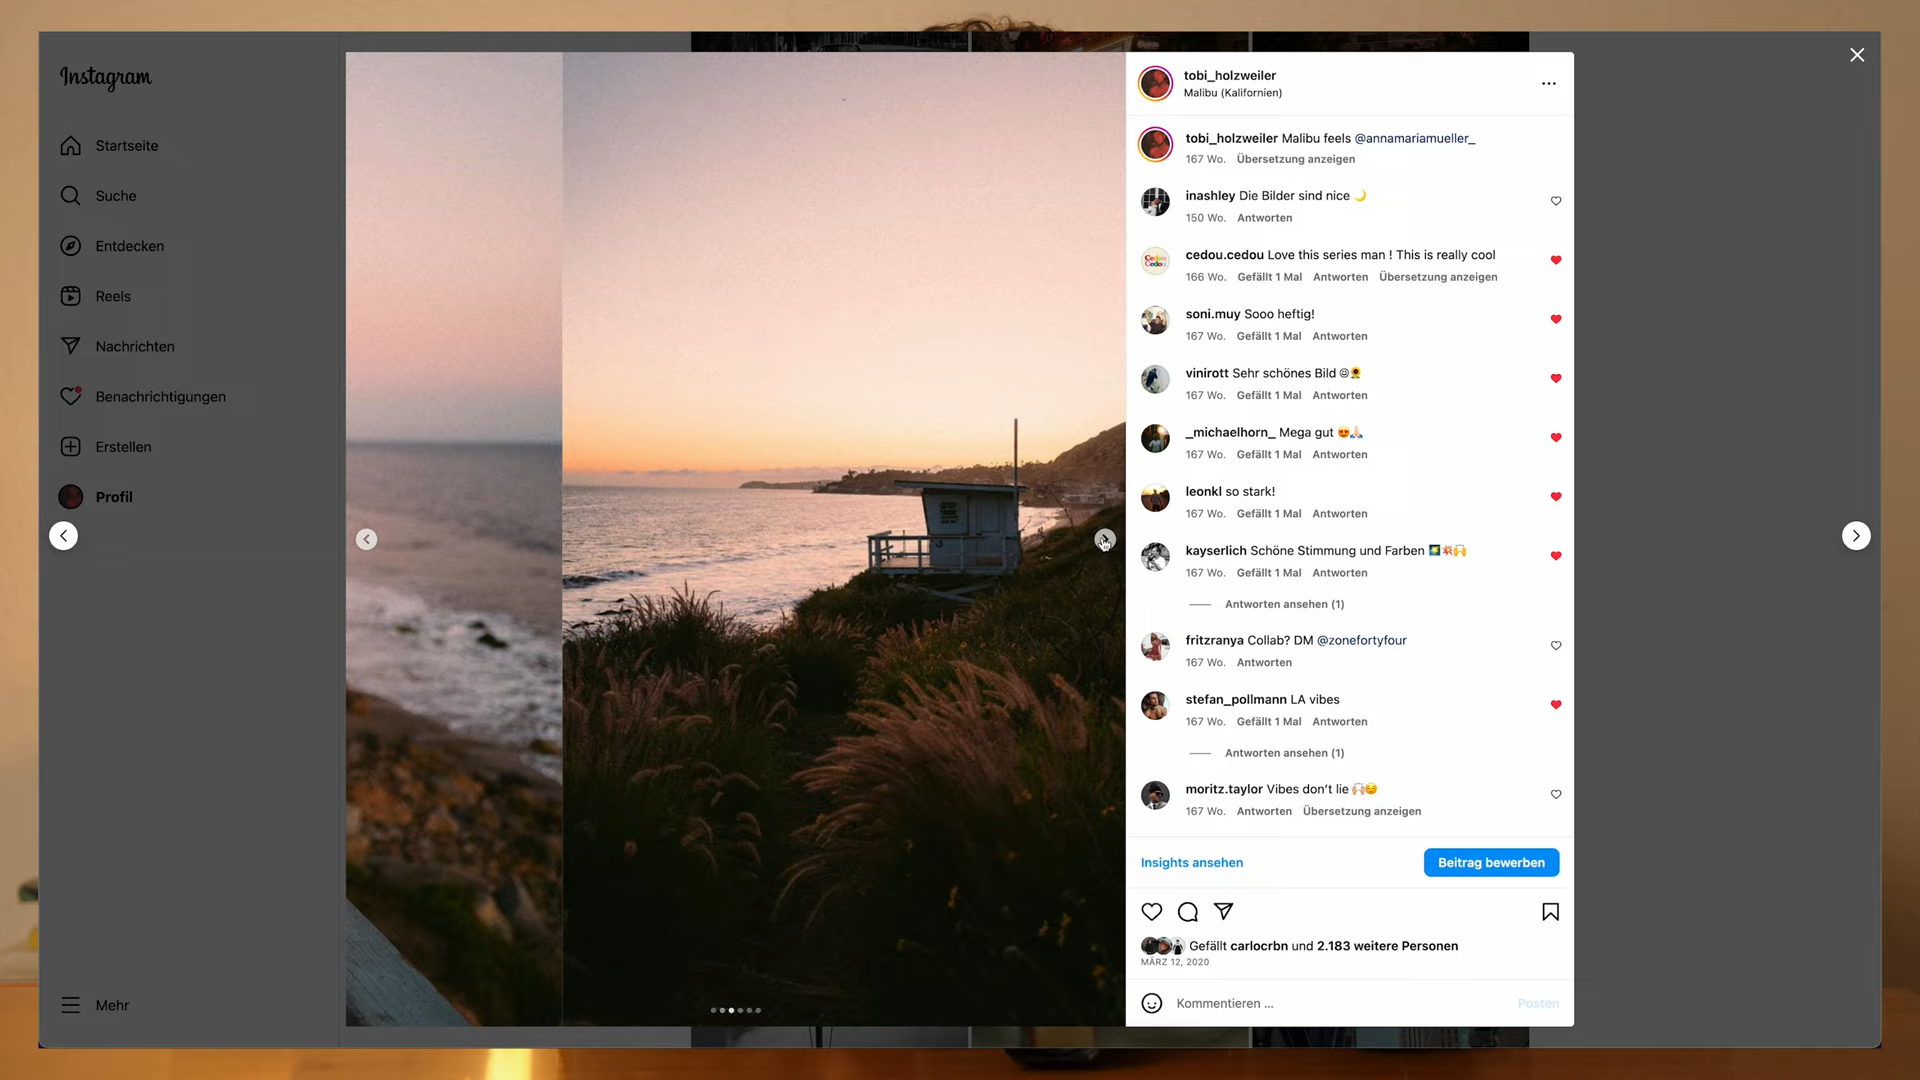 Instagram
Startseite
Suche
Entdecken
Reels
Nachrichten
Benachrichtigungen
Erstellen
Profil
Mehr
tobi_holzweiler
Malibu (Kalifornien)
tobi_holzweiler Malibu feels @annamariamueller_
167 Wo. Übersetzung anzeigen
inashley Die Bilder sind nice 🌙
150 Wo. Antworten
Cedou
Cedou
cedou.cedou Love this series man ! This is really cool
166 Wo. Gefällt 1 Mal Antworten Übersetzung anzeigen
soni.muy Sooo heftig!
167 Wo. Gefällt 1 Mal Antworten
vinirott Sehr schönes Bild ☺🌻
167 Wo. Gefällt 1 Mal Antworten
_michaelhorn_ Mega gut 😍🙏🏻
167 Wo. Gefällt 1 Mal Antworten
leonkl so stark!
167 Wo. Gefällt 1 Mal Antworten
kayserlich Schöne Stimmung und Farben 🌠💥🙌
167 Wo. Gefällt 1 Mal Antworten
Antworten ansehen (1)
fritzranya Collab? DM @zonefortyfour
167 Wo. Antworten
stefan_pollmann LA vibes
167 Wo. Gefällt 1 Mal Antworten
Antworten ansehen (1)
moritz.taylor Vibes don't lie 🙌🏼😌
167 Wo. Antworten Übersetzung anzeigen
Insights ansehen
Beitrag bewerben
Gefällt carlocrbn und 2.183 weitere Personen
MÄRZ 12, 2020
Kommentieren ...
Posten